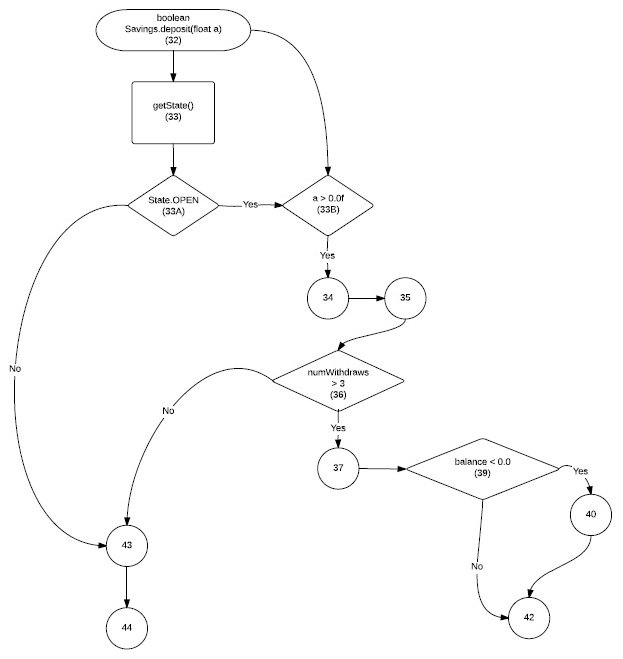 boolean
Savings.deposit(float a)
(32)
getState()
(33)
State.OPEN
(33A)
Yes
a > 0.0f
(33B)
Yes
34
35
No
numWithdraws
> 3
(36)
No
Yes
37
balance < 0.0
(39)
Yes
40
No
43
42
44